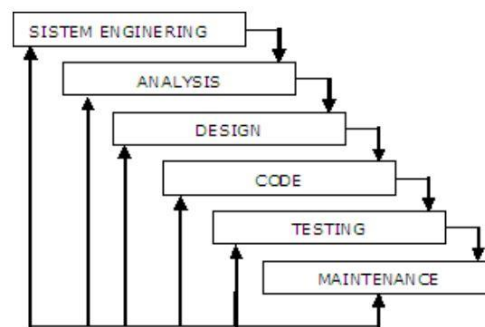 SISTEM ENGINERING
ANALYSIS
DESIGN
CODE
TESTING
MAINTENANCE